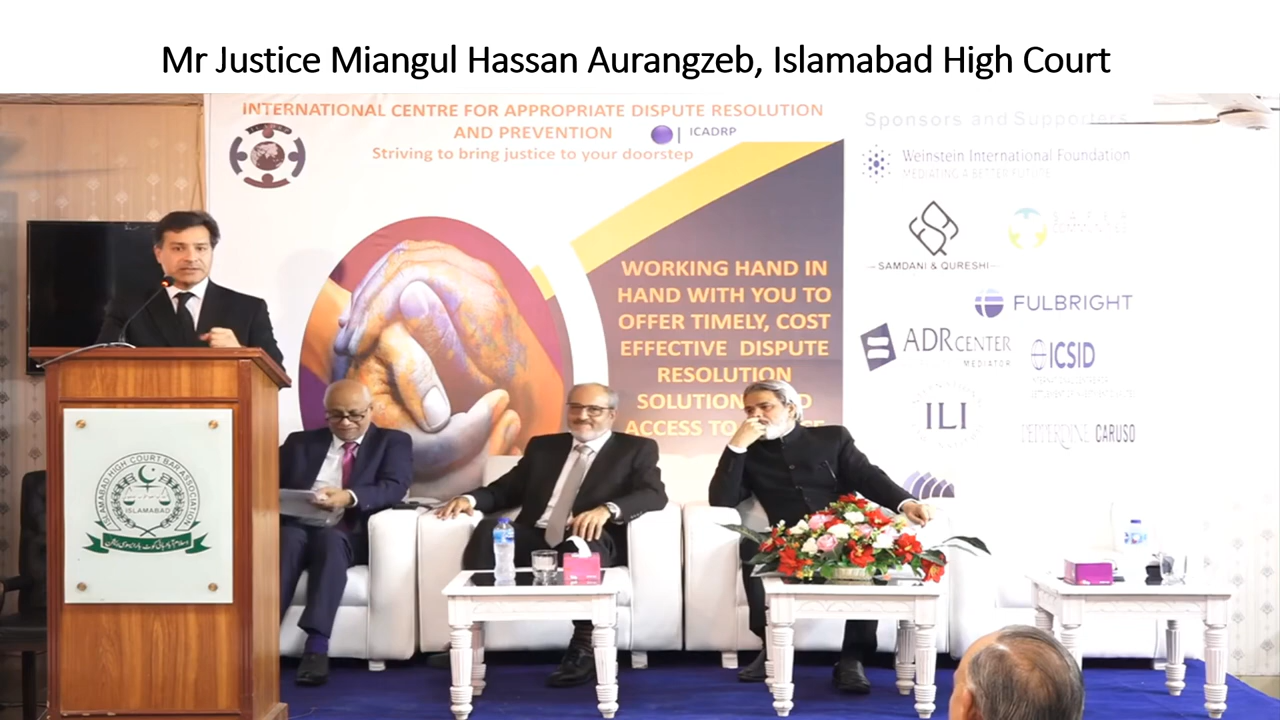 Mr Justice Miangul Hassan Aurangzeb, Islamabad High Court
INTERNATIONAL CENTRE FOR APPROPRIATE DISPUTE RESOLUTION
AND PREVENTION
ICADRP
Striving to bring justice to your doorstep
WORKING HAND IN
HAND WITH YOU TO
OFFER TIMELY, COST
EFFECTIVE DISPUTE
RESOLUTION
SOLUTION
ACCESS TO
Sponsors and Supporters
Weinstein International Foundation
MEDIATING A BETTER FUTURE
SAMDANI & QURESHI
FULBRIGHT
ADR CENTER
MEDIATOR
ICSID
ILI
PEPPERDINE CARUSO
ISLAMABAD HIGH COURT BAR ASSOCIATION
ISLAMABAD